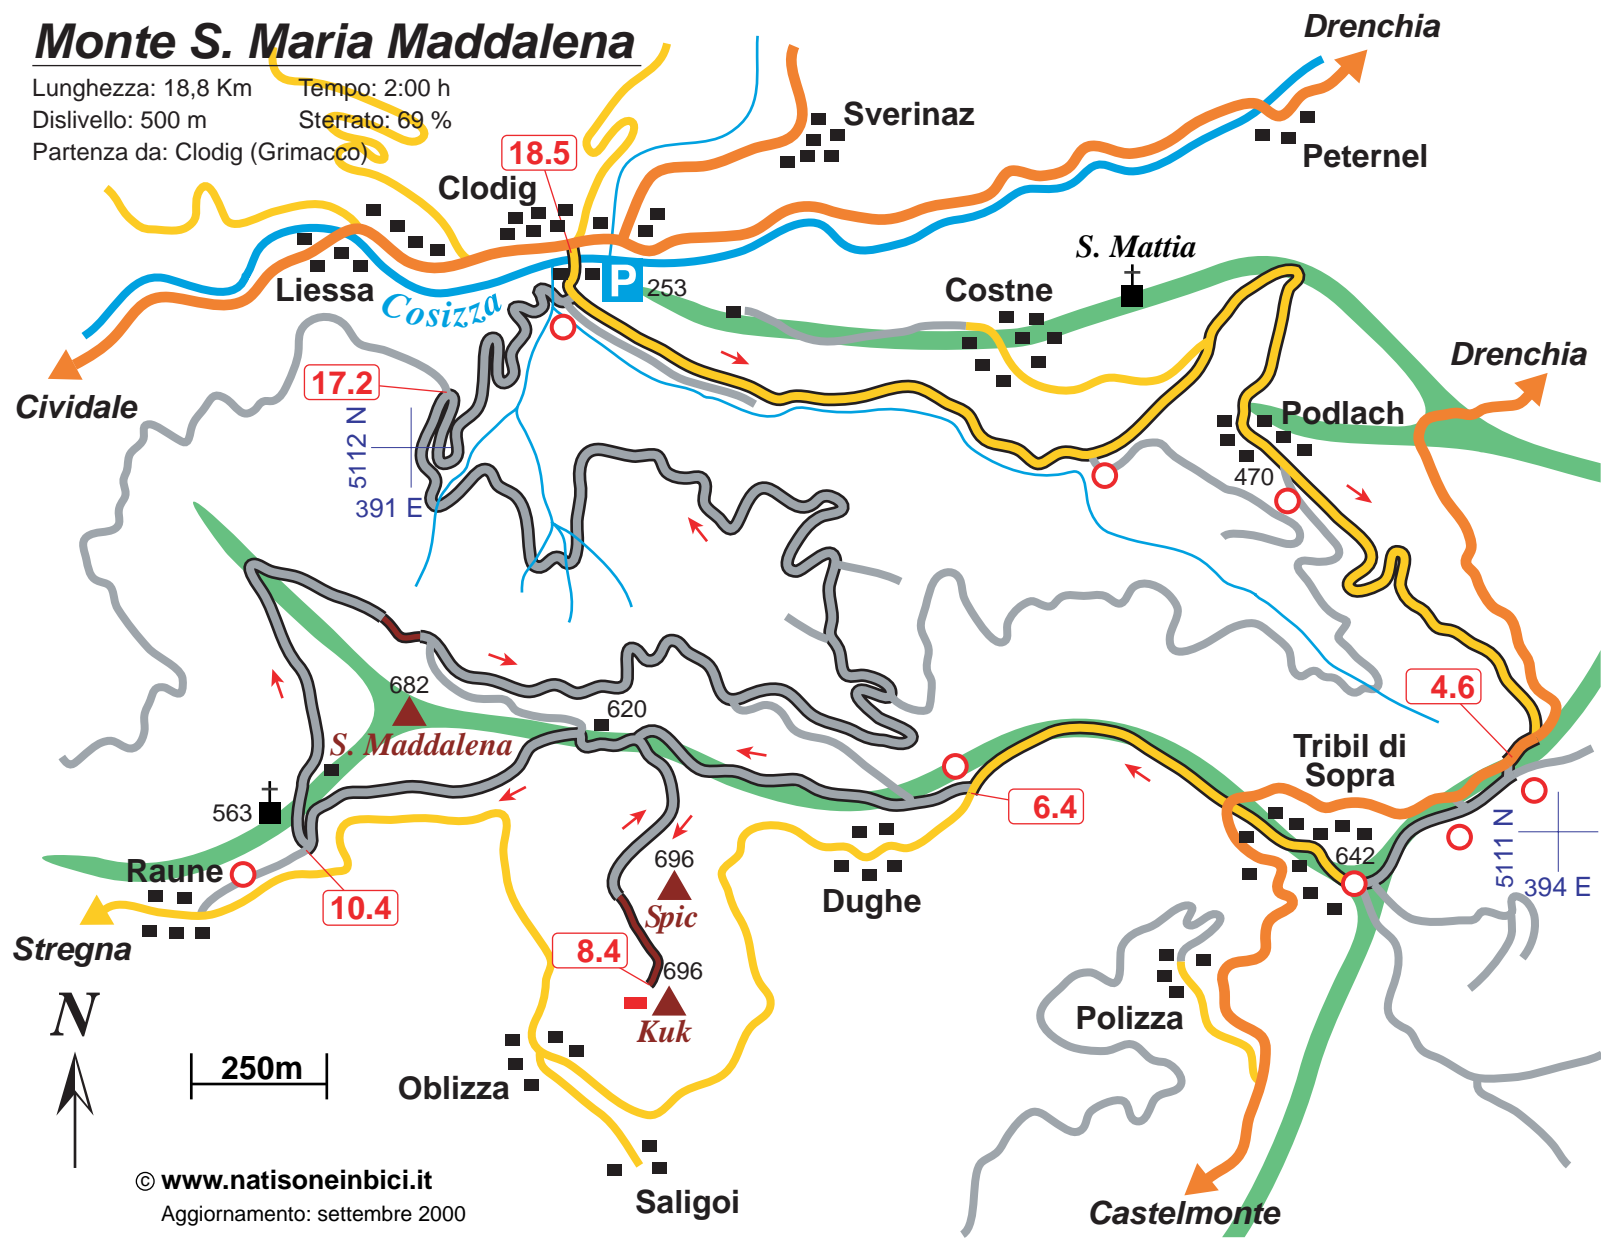 Monte S. Maria Maddalena
Lunghezza: 18,8 Km Tempo: 2:00 h
Dislivello: 500 m Sterrato: 69 %
Partenza da: Clodig (Grimacco)
Drenchia
Sverinaz
Peternel
18.5
Clodig
S. Mattia
Liessa
Cosizza
P
253
Costne
Drenchia
17.2
Cividale
5112 N
391 E
Podlach
470
4.6
682
620
S. Maddalena
Tribil di
Sopra
563
6.4
5111 N
394 E
642
Raune
10.4
696
Spic
Dughe
Stregna
8.4
696
Kuk
N
Polizza
250m
Oblizza
© www.natisoneinbici.it
Aggiornamento: settembre 2000
Saligoi
Castelmonte